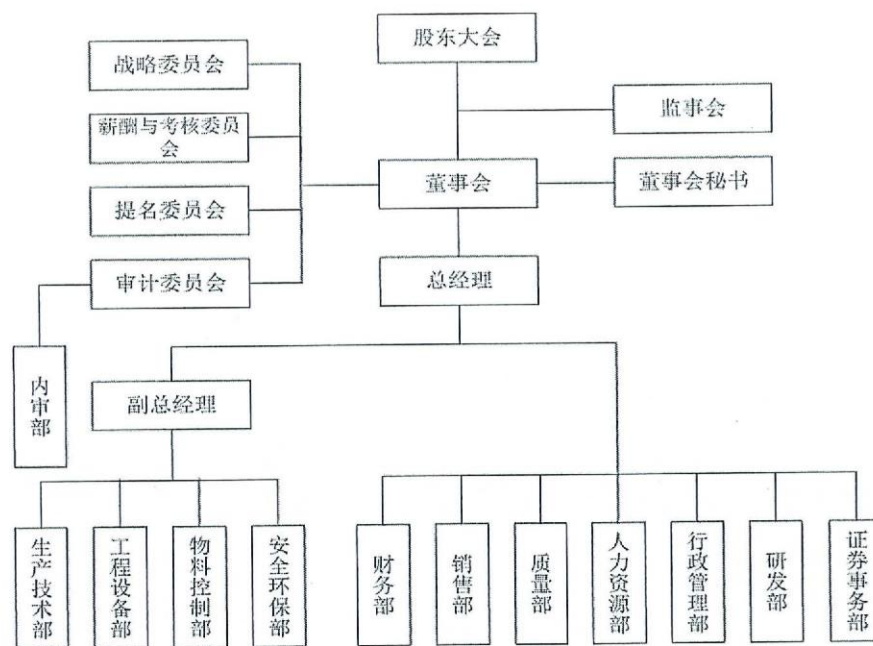 股东大会
战略委员会
监事会
薪酬与考核委员
会
董事会
董事会秘书
提名委员会
审计委员会
总经理
内审部
副总经理
生产技术部
工程设备部
物料控制部
安全环保部
财务部
销售部
质量部
人力资源部
行政管理部
研发部
证券事务部